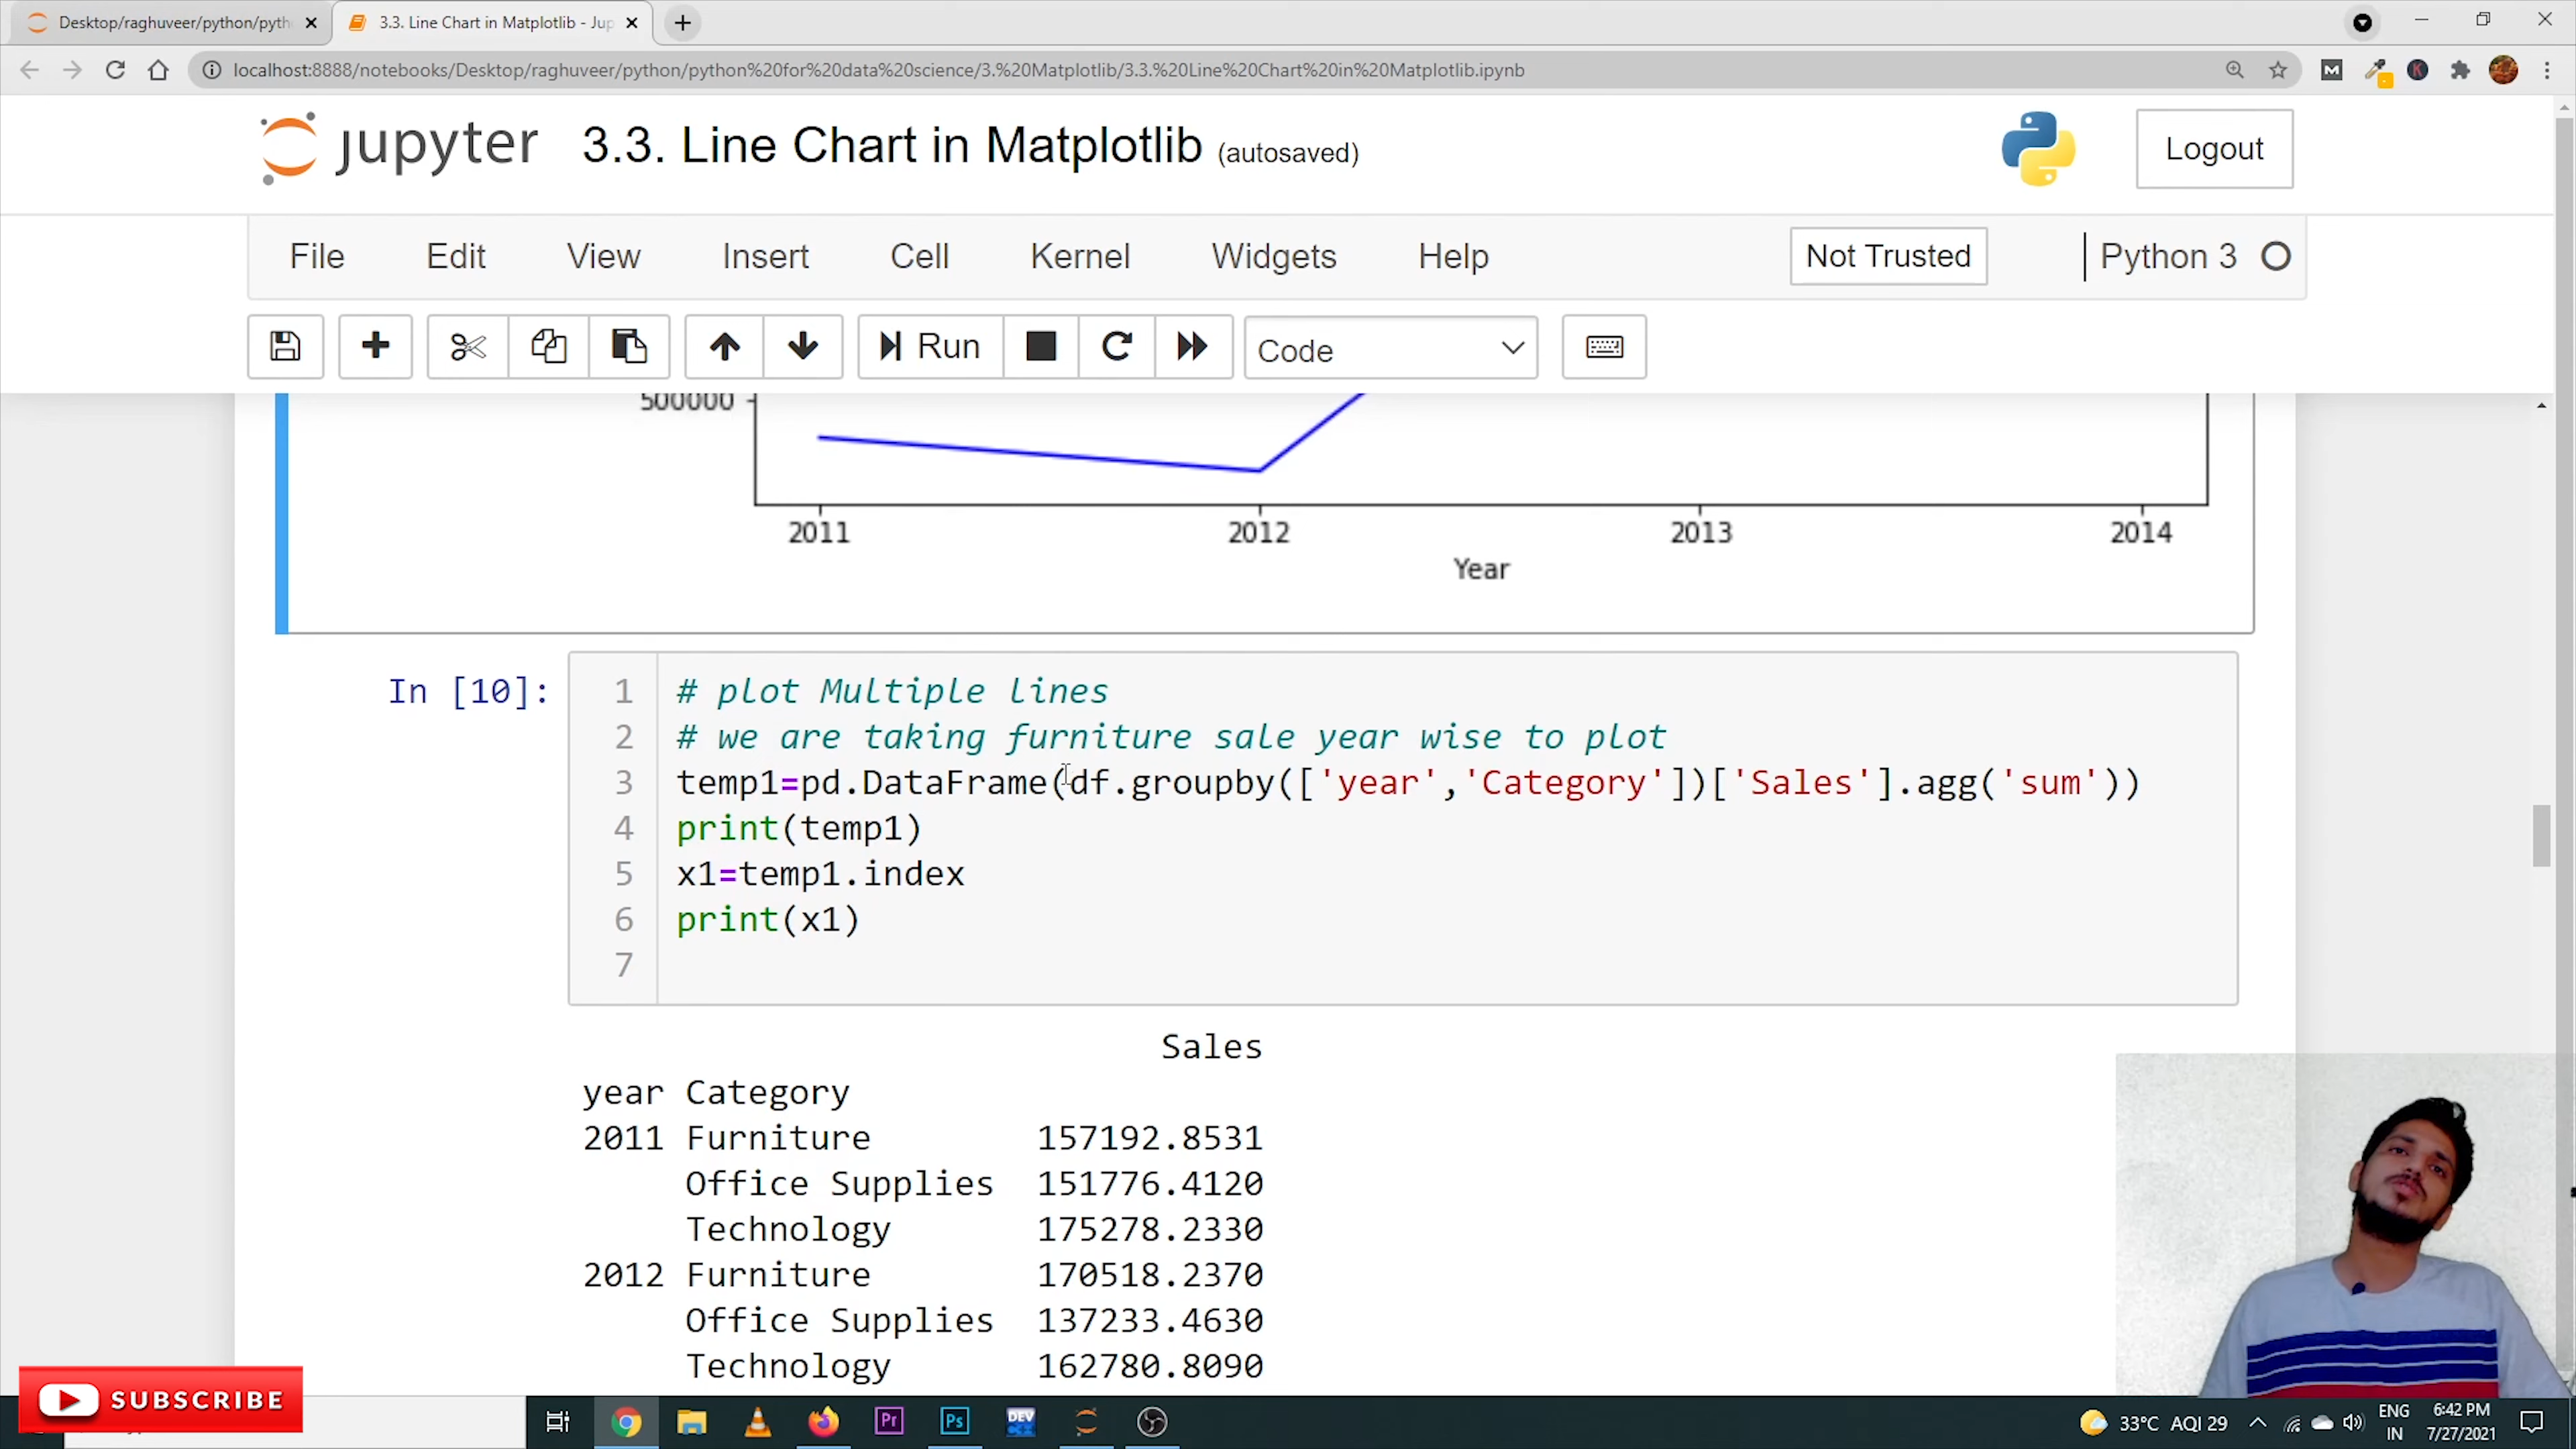 Desktop/raghuveer/python/pyth
3.3. Line Chart in Matplotlib - Jup
localhost:8888/notebooks/Desktop/raghuveer/python/python%20for%20data%20science/3.%20Matplotlib/3.3.%20Line%20Chart%20in%20Matplotlib.ipynb
jupyter 3.3. Line Chart in Matplotlib (autosaved)
Logout
File Edit View Insert Cell Kernel Widgets Help Not Trusted Python 3
Run Code
500000
2011 2012 2013 2014
Year
In [10]:
1 # plot Multiple lines
2 # we are taking furniture sale year wise to plot
3 temp1=pd.DataFrame(df.groupby(['year','Category'])['Sales'].agg('sum'))
4 print(temp1)
5 x1=temp1.index
6 print(x1)
7
Sales
year Category
2011 Furniture 157192.8531
Office Supplies 151776.4120
Technology 175278.2330
2012 Furniture 170518.2370
Office Supplies 137233.4630
Technology 162780.8090
SUBSCRIBE
Pr
Ps
DEV
33°C AQI 29
ENG
IN
6:42 PM
7/27/2021